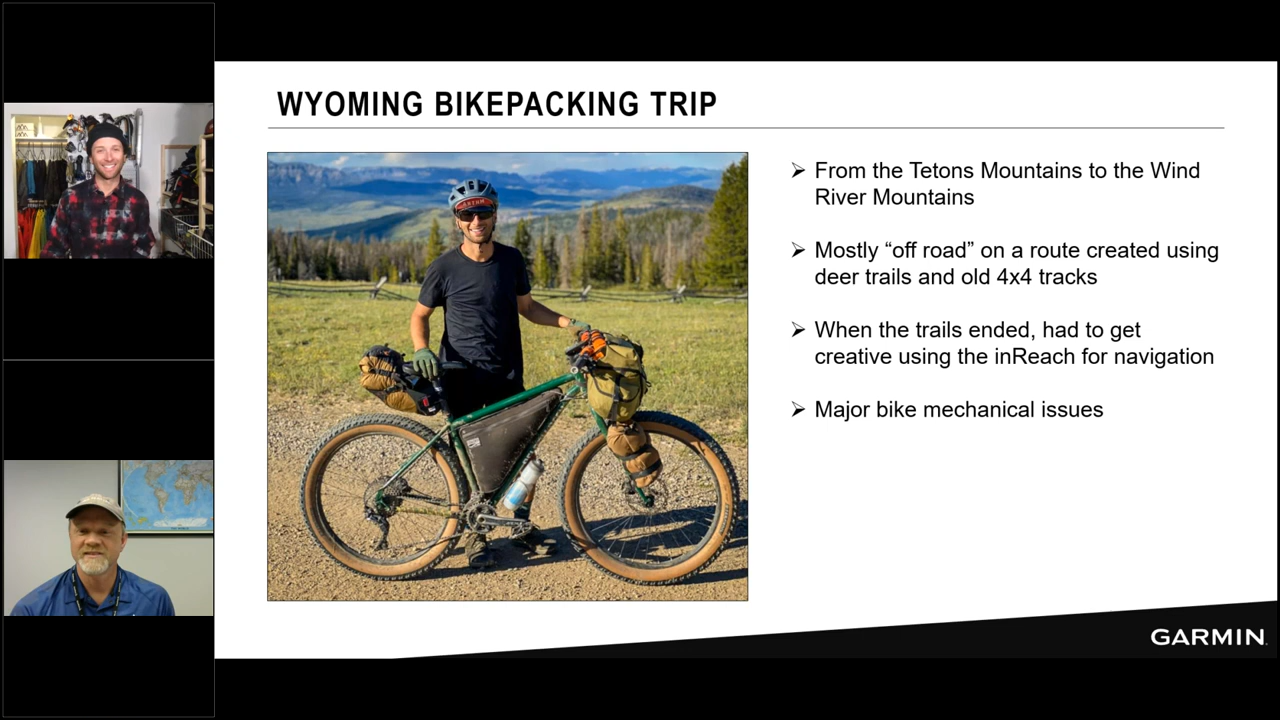 WYOMING BIKEPACKING TRIP
➢ From the Tetons Mountains to the Wind
River Mountains
➢ Mostly “off road” on a route created using
deer trails and old 4x4 tracks
➢ When the trails ended, had to get
creative using the inReach for navigation
➢ Major bike mechanical issues
GARMIN